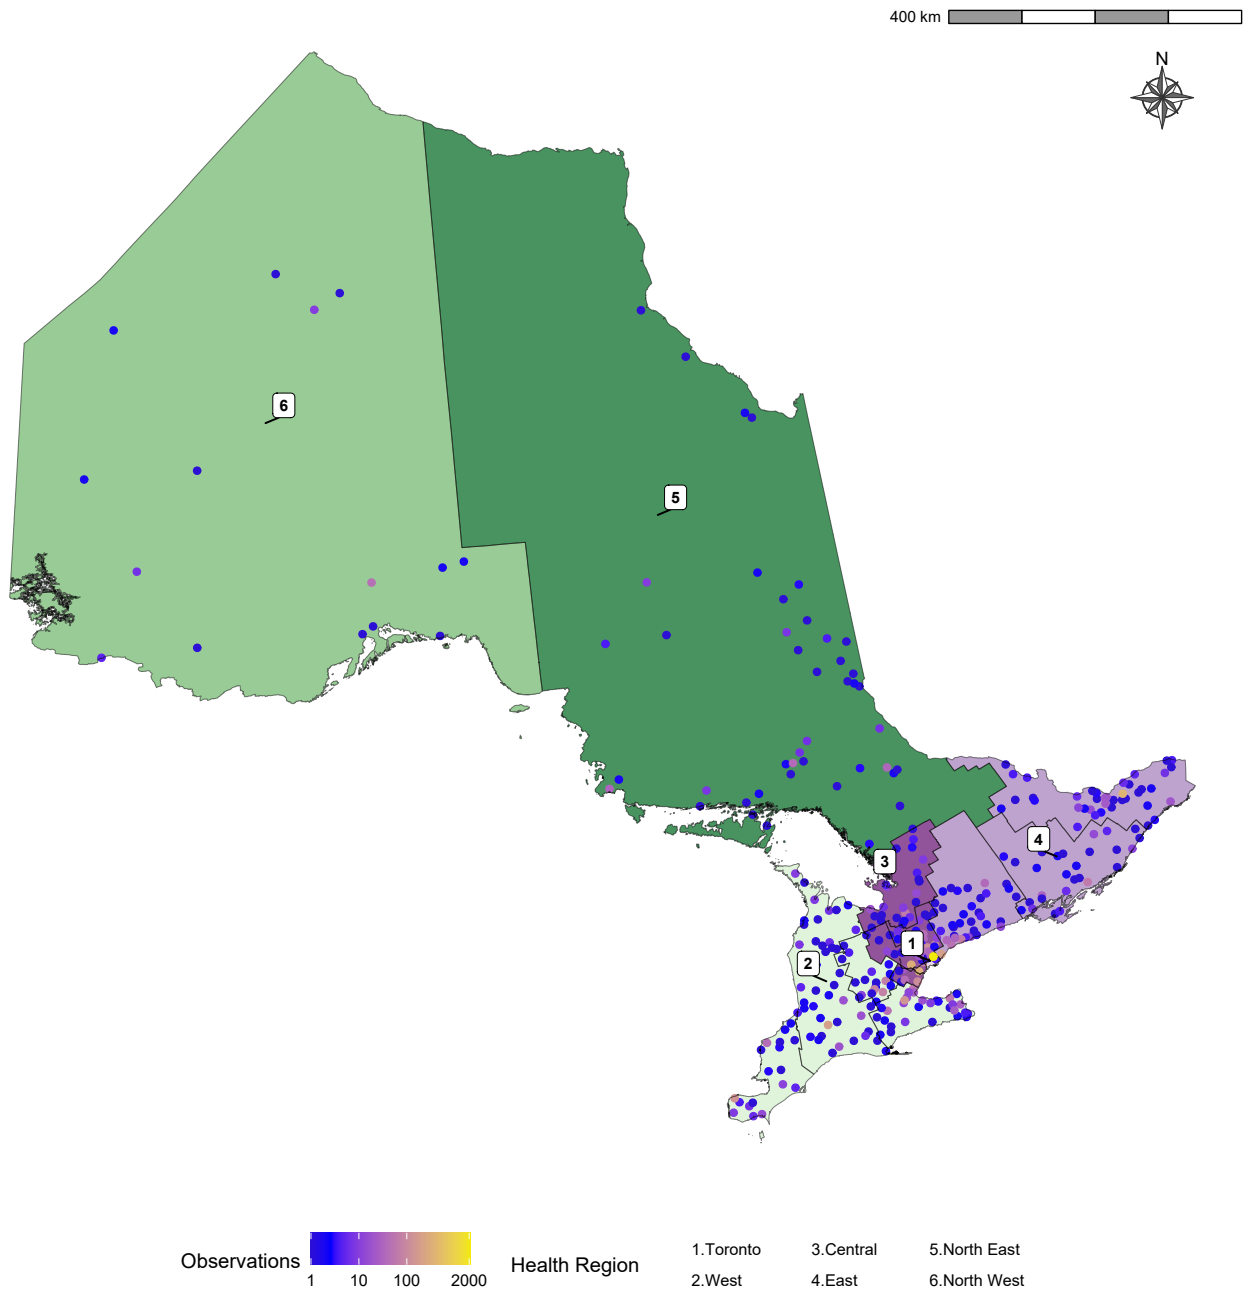 400 km
N
6
5
4
3
1
2
Observations
1 10 100 2000
Health Region
1.Toronto 3.Central 5.North East
2.West 4.East 6.North West